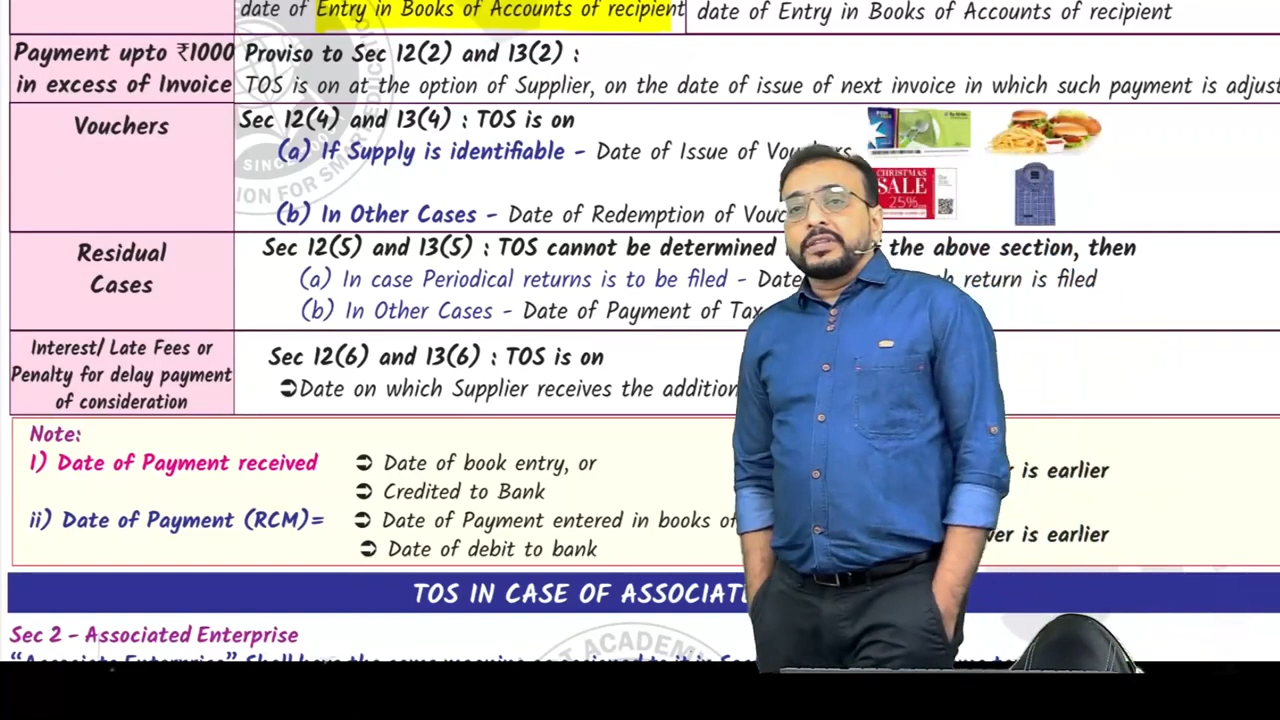 date of Entry in Books of Accounts of recipient
date of Entry in Books of Accounts of recipient
Payment upto ₹1000
in excess of Invoice
Proviso to Sec 12(2) and 13(2) :
TOS is on at the option of Supplier, on the date of issue of next invoice in which such payment is adjust
Vouchers
Sec 12(4) and 13(4) : TOS is on
(a) If Supply is identifiable - Date of Issue of Vouchers
(b) In Other Cases - Date of Redemption of Vouc
CHRISTMAS
SALE
25%
Residual
Cases
Sec 12(5) and 13(5) : TOS cannot be determined the above section, then
(a) In case Periodical returns is to be filed - Date return is filed
(b) In Other Cases - Date of Payment of Tax
Interest/ Late Fees or
Penalty for delay payment
of consideration
Sec 12(6) and 13(6) : TOS is on
➲Date on which Supplier receives the addition
Note:
1) Date of Payment received
➲ Date of book entry, or
➲ Credited to Bank
is earlier
ii) Date of Payment (RCM)=
➲ Date of Payment entered in books of
➲ Date of debit to bank
ver is earlier
TOS IN CASE OF ASSOCIAT
Sec 2 - Associated Enterprise
ACADEM